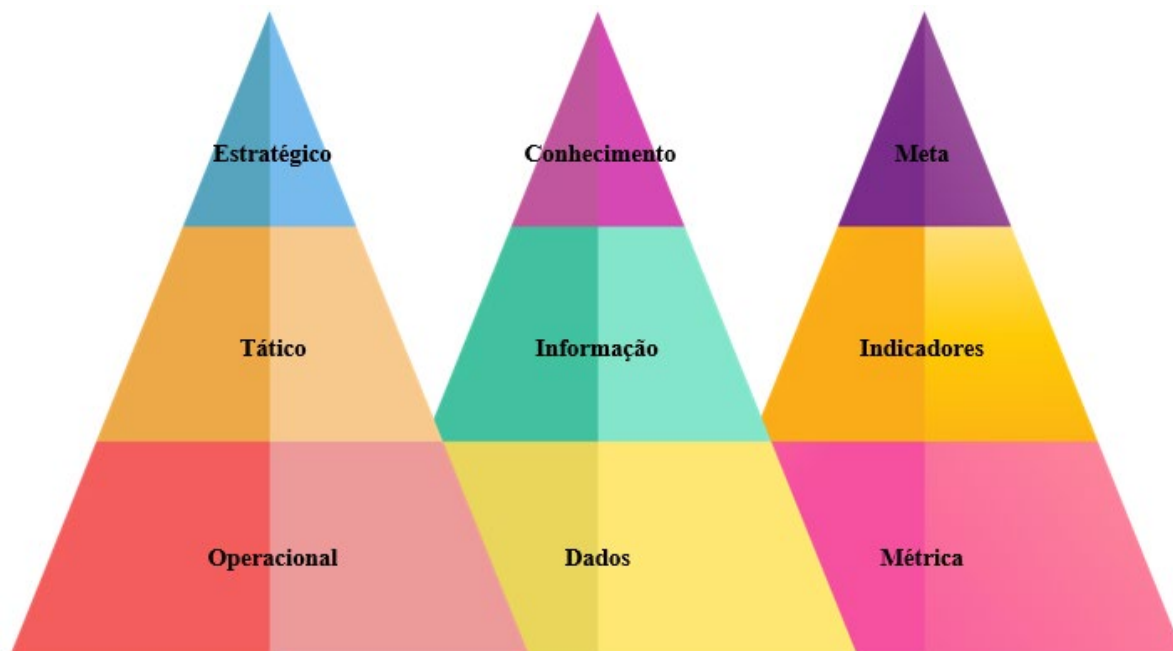 Estratégico
Conhecimento
Meta
Tático
Informação
Indicadores
Operacional
Dados
Métrica